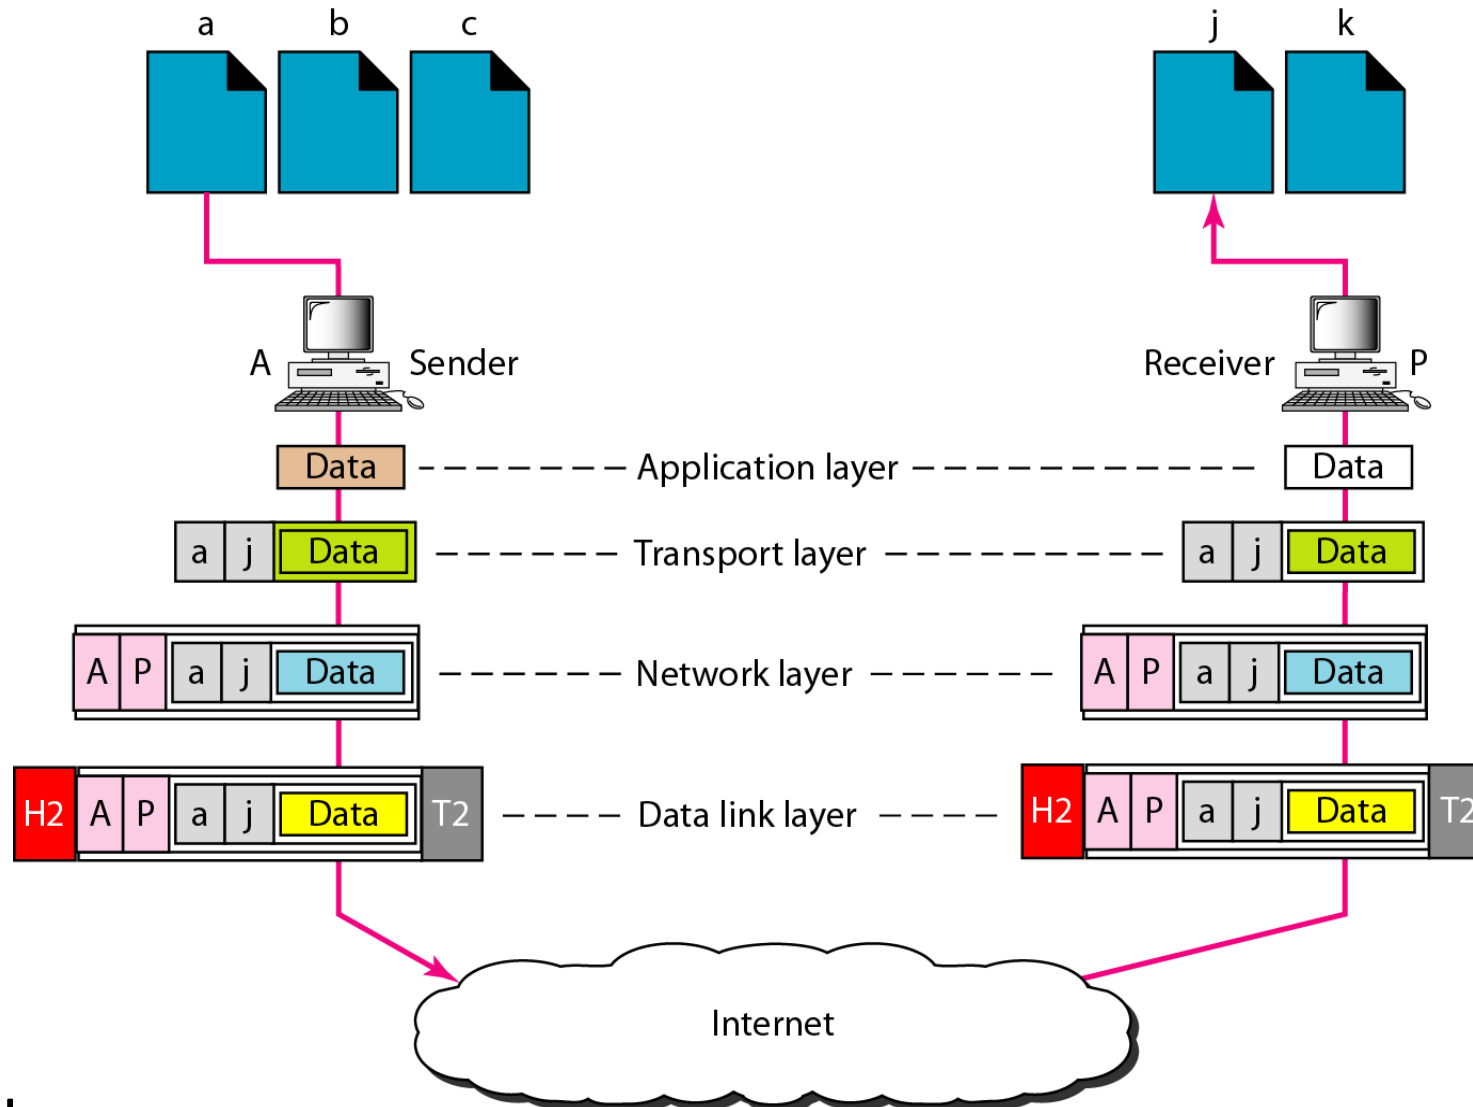 a b c j k
A Sender Receiver P
Data Application layer Data
a j Data Transport layer a j Data
A P a j Data Network layer A P a j Data
H2 A P a j Data T2 Data link layer H2 A P a j Data T2
Internet